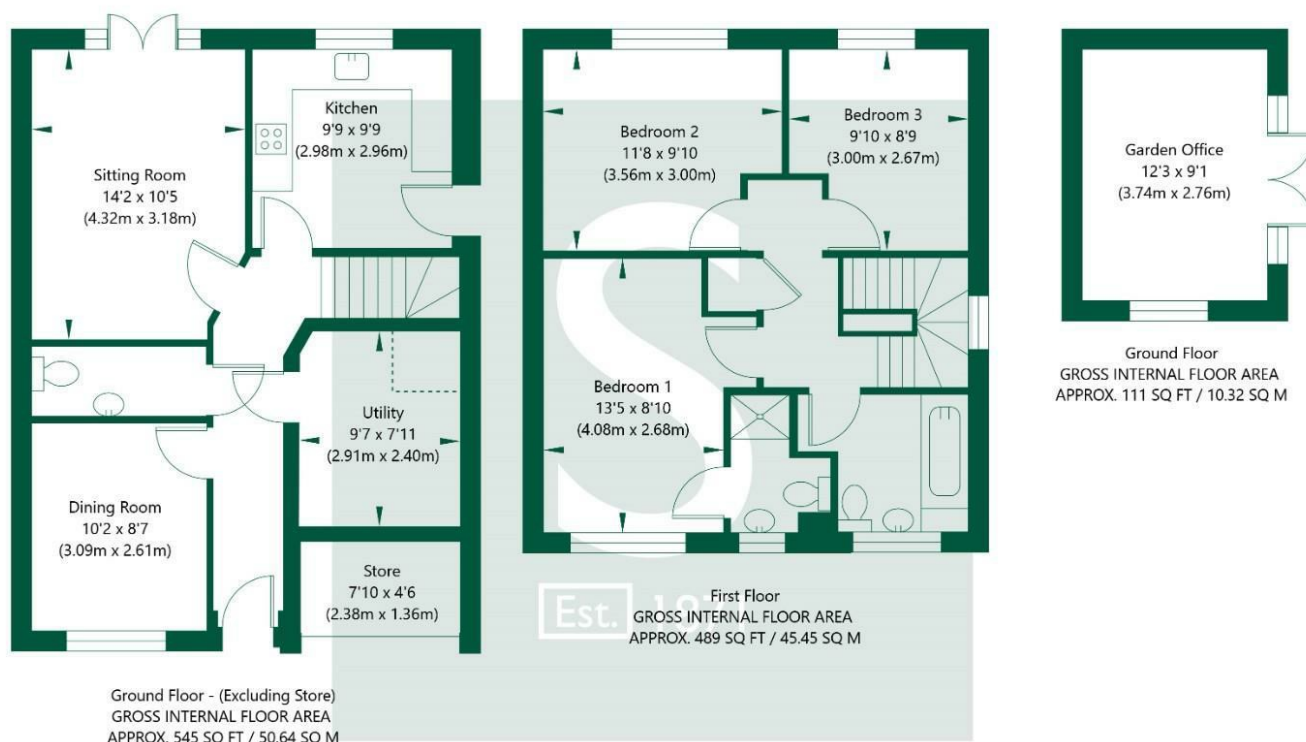 Sitting Room
14'2 x 10'5
(4.32m x 3.18m)
Kitchen
9'9 x 9'9
(2.98m x 2.96m)
Utility
9'7 x 7'11
(2.91m x 2.40m)
Dining Room
10'2 x 8'7
(3.09m x 2.61m)
Store
7'10 x 4'6
(2.38m x 1.36m)
Ground Floor - (Excluding Store)
GROSS INTERNAL FLOOR AREA
APPROX. 545 SQ FT / 50.64 SQ M
Bedroom 2
11'8 x 9'10
(3.56m x 3.00m)
Bedroom 3
9'10 x 8'9
(3.00m x 2.67m)
Bedroom 1
13'5 x 8'10
(4.08m x 2.68m)
S
Est. 1971
First Floor
GROSS INTERNAL FLOOR AREA
APPROX. 489 SQ FT / 45.45 SQ M
Garden Office
12'3 x 9'1
(3.74m x 2.76m)
Ground Floor
GROSS INTERNAL FLOOR AREA
APPROX. 111 SQ FT / 10.32 SQ M